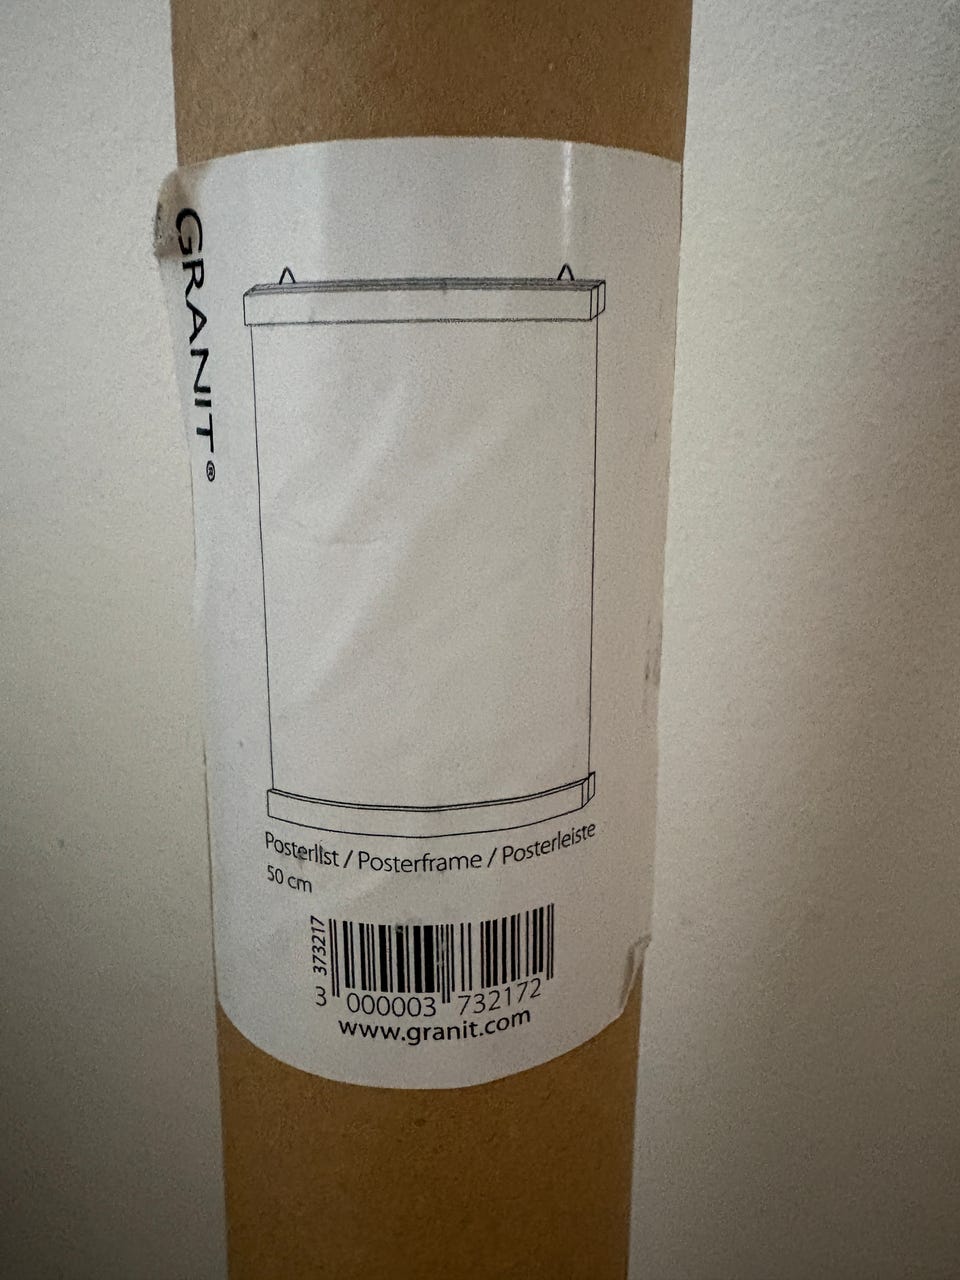 GRANIT®
Posterlist / Posterframe / Posterleiste
50 cm
373217
3 000003 732172
www.granit.com